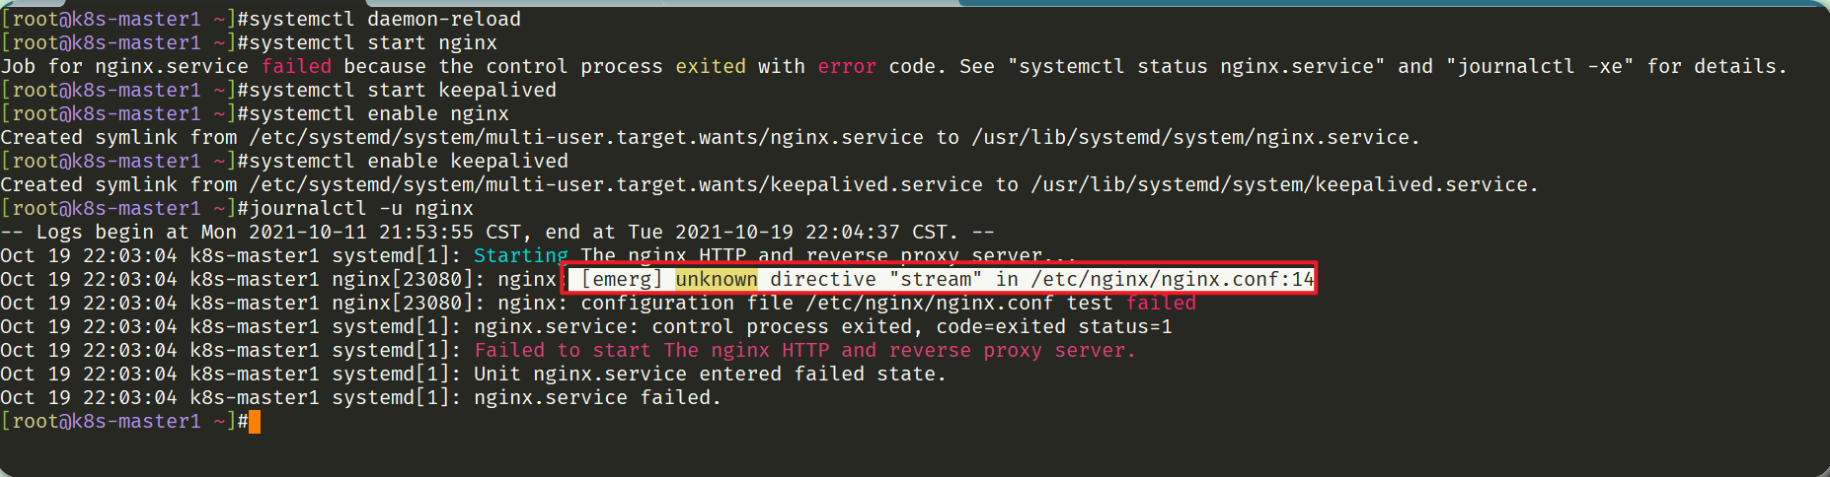 [root@k8s-master1 ~]#systemctl daemon-reload
[root@k8s-master1 ~]#systemctl start nginx
Job for nginx.service failed because the control process exited with error code. See "systemctl status nginx.service" and "journalctl -xe" for details.
[root@k8s-master1 ~]#systemctl start keepalived
[root@k8s-master1 ~]#systemctl enable nginx
Created symlink from /etc/systemd/system/multi-user.target.wants/nginx.service to /usr/lib/systemd/system/nginx.service.
[root@k8s-master1 ~]#systemctl enable keepalived
Created symlink from /etc/systemd/system/multi-user.target.wants/keepalived.service to /usr/lib/systemd/system/keepalived.service.
[root@k8s-master1 ~]#journalctl -u nginx
-- Logs begin at Mon 2021-10-11 21:53:55 CST, end at Tue 2021-10-19 22:04:37 CST. --
Oct 19 22:03:04 k8s-master1 systemd[1]: Starting The nginx HTTP and reverse proxy server...
Oct 19 22:03:04 k8s-master1 nginx[23080]: nginx: [emerg] unknown directive "stream" in /etc/nginx/nginx.conf:14
Oct 19 22:03:04 k8s-master1 nginx[23080]: nginx: configuration file /etc/nginx/nginx.conf test failed
Oct 19 22:03:04 k8s-master1 systemd[1]: nginx.service: control process exited, code=exited status=1
Oct 19 22:03:04 k8s-master1 systemd[1]: Failed to start The nginx HTTP and reverse proxy server.
Oct 19 22:03:04 k8s-master1 systemd[1]: Unit nginx.service entered failed state.
Oct 19 22:03:04 k8s-master1 systemd[1]: nginx.service failed.
[root@k8s-master1 ~]#